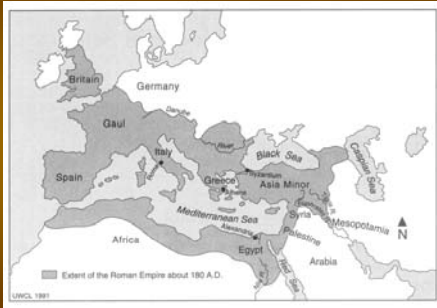 Britain
Germany
Gaul
Danube
River
Italy
Rome
Black Sea
Caspian Sea
Spain
Byzantium
Greece
Athens
Asia Minor
Mediterranean Sea
Syria
Mesopotamia
Alexandria
Palestine
Africa
Egypt
Arabia
Red Sea
N
Extent of the Roman Empire about 180 A.D.
UWCL 1991